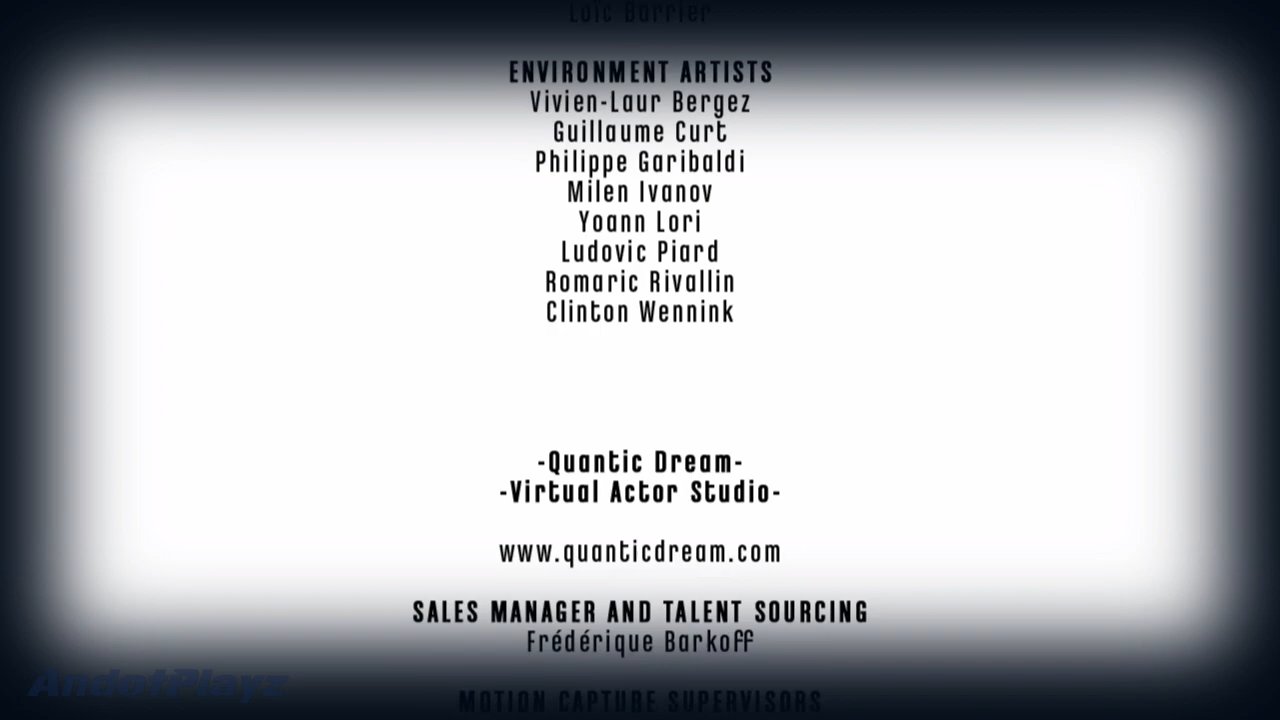 Loïc Barrier
ENVIRONMENT ARTISTS
Vivien-Laur Bergez
Guillaume Curt
Philippe Garibaldi
Milen Ivanov
Yoann Lori
Ludovic Piard
Romaric Rivallin
Clinton Wennink
-Quantic Dream-
-Virtual Actor Studio-
www.quanticdream.com
SALES MANAGER AND TALENT SOURCING
Frédérique Barkoff
AndotPlayz
MOTION CAPTURE SUPERVISORS